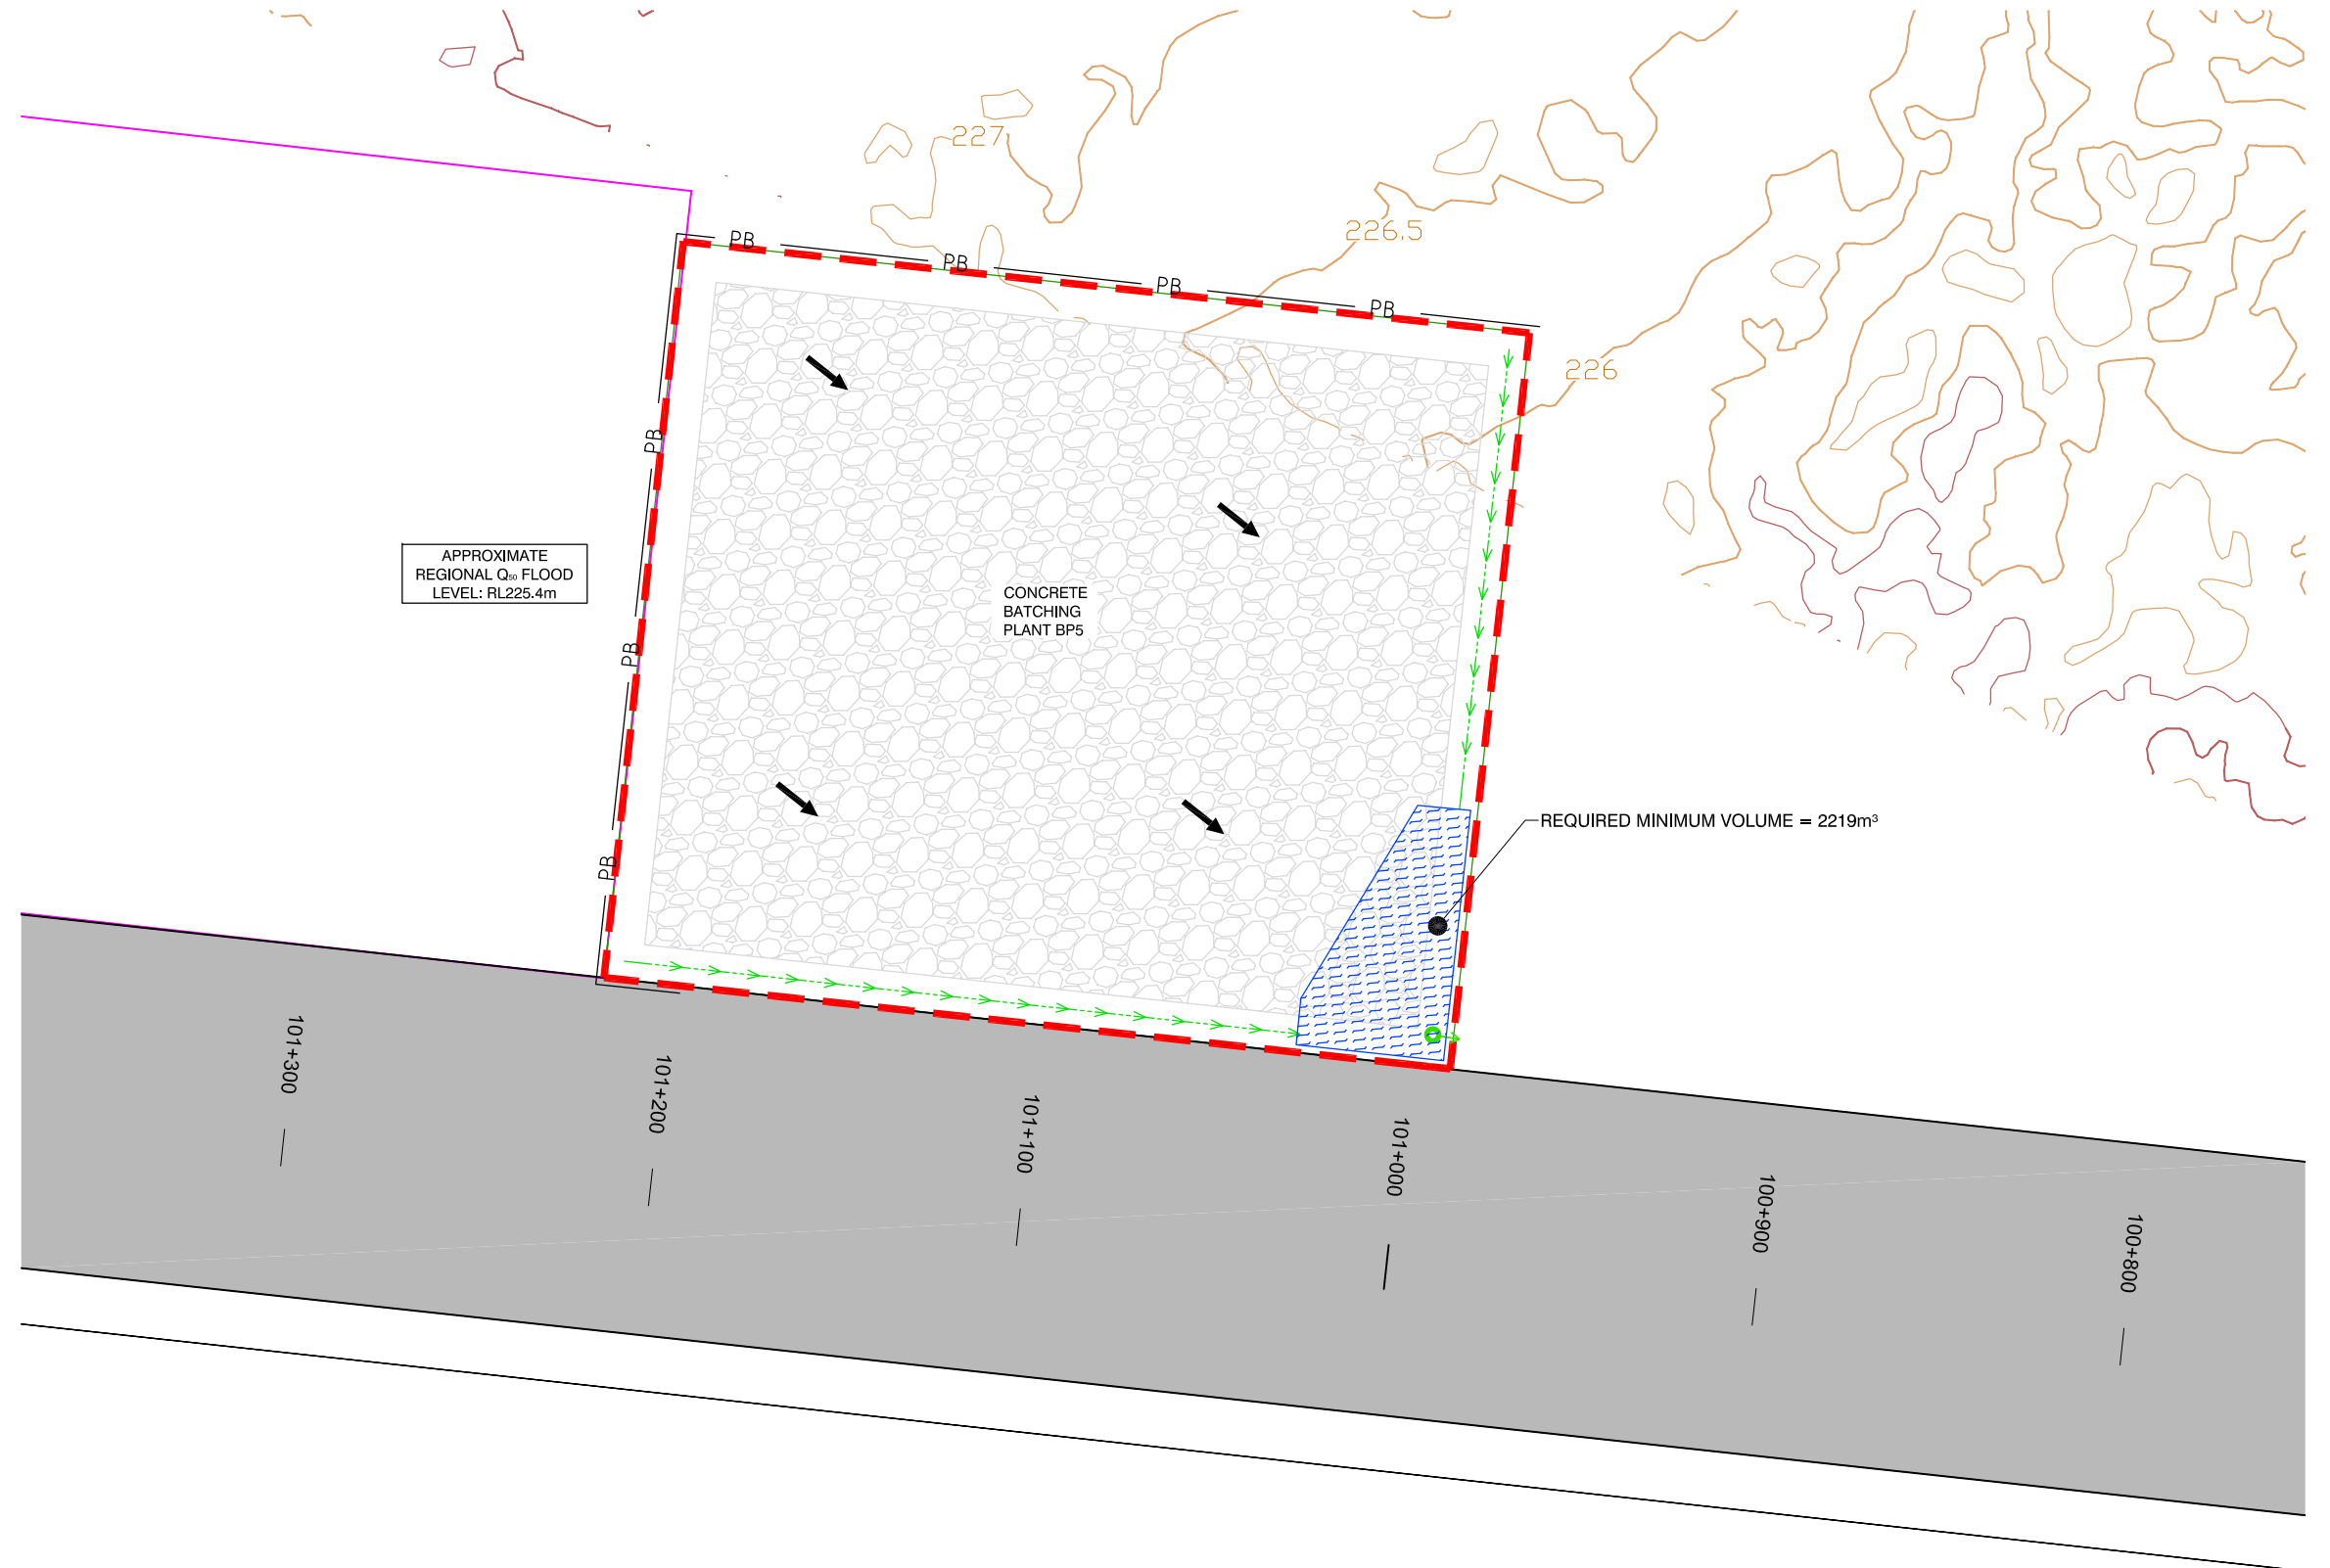 227
226.5
PB
PB
PB
PB
226
PB
APPROXIMATE
REGIONAL Q₅₀ FLOOD
LEVEL: RL225.4m
CONCRETE
BATCHING
PLANT BP5
PB
REQUIRED MINIMUM VOLUME = 2219m³
PB
101+300
101+200
101+100
101+000
100+900
100+800